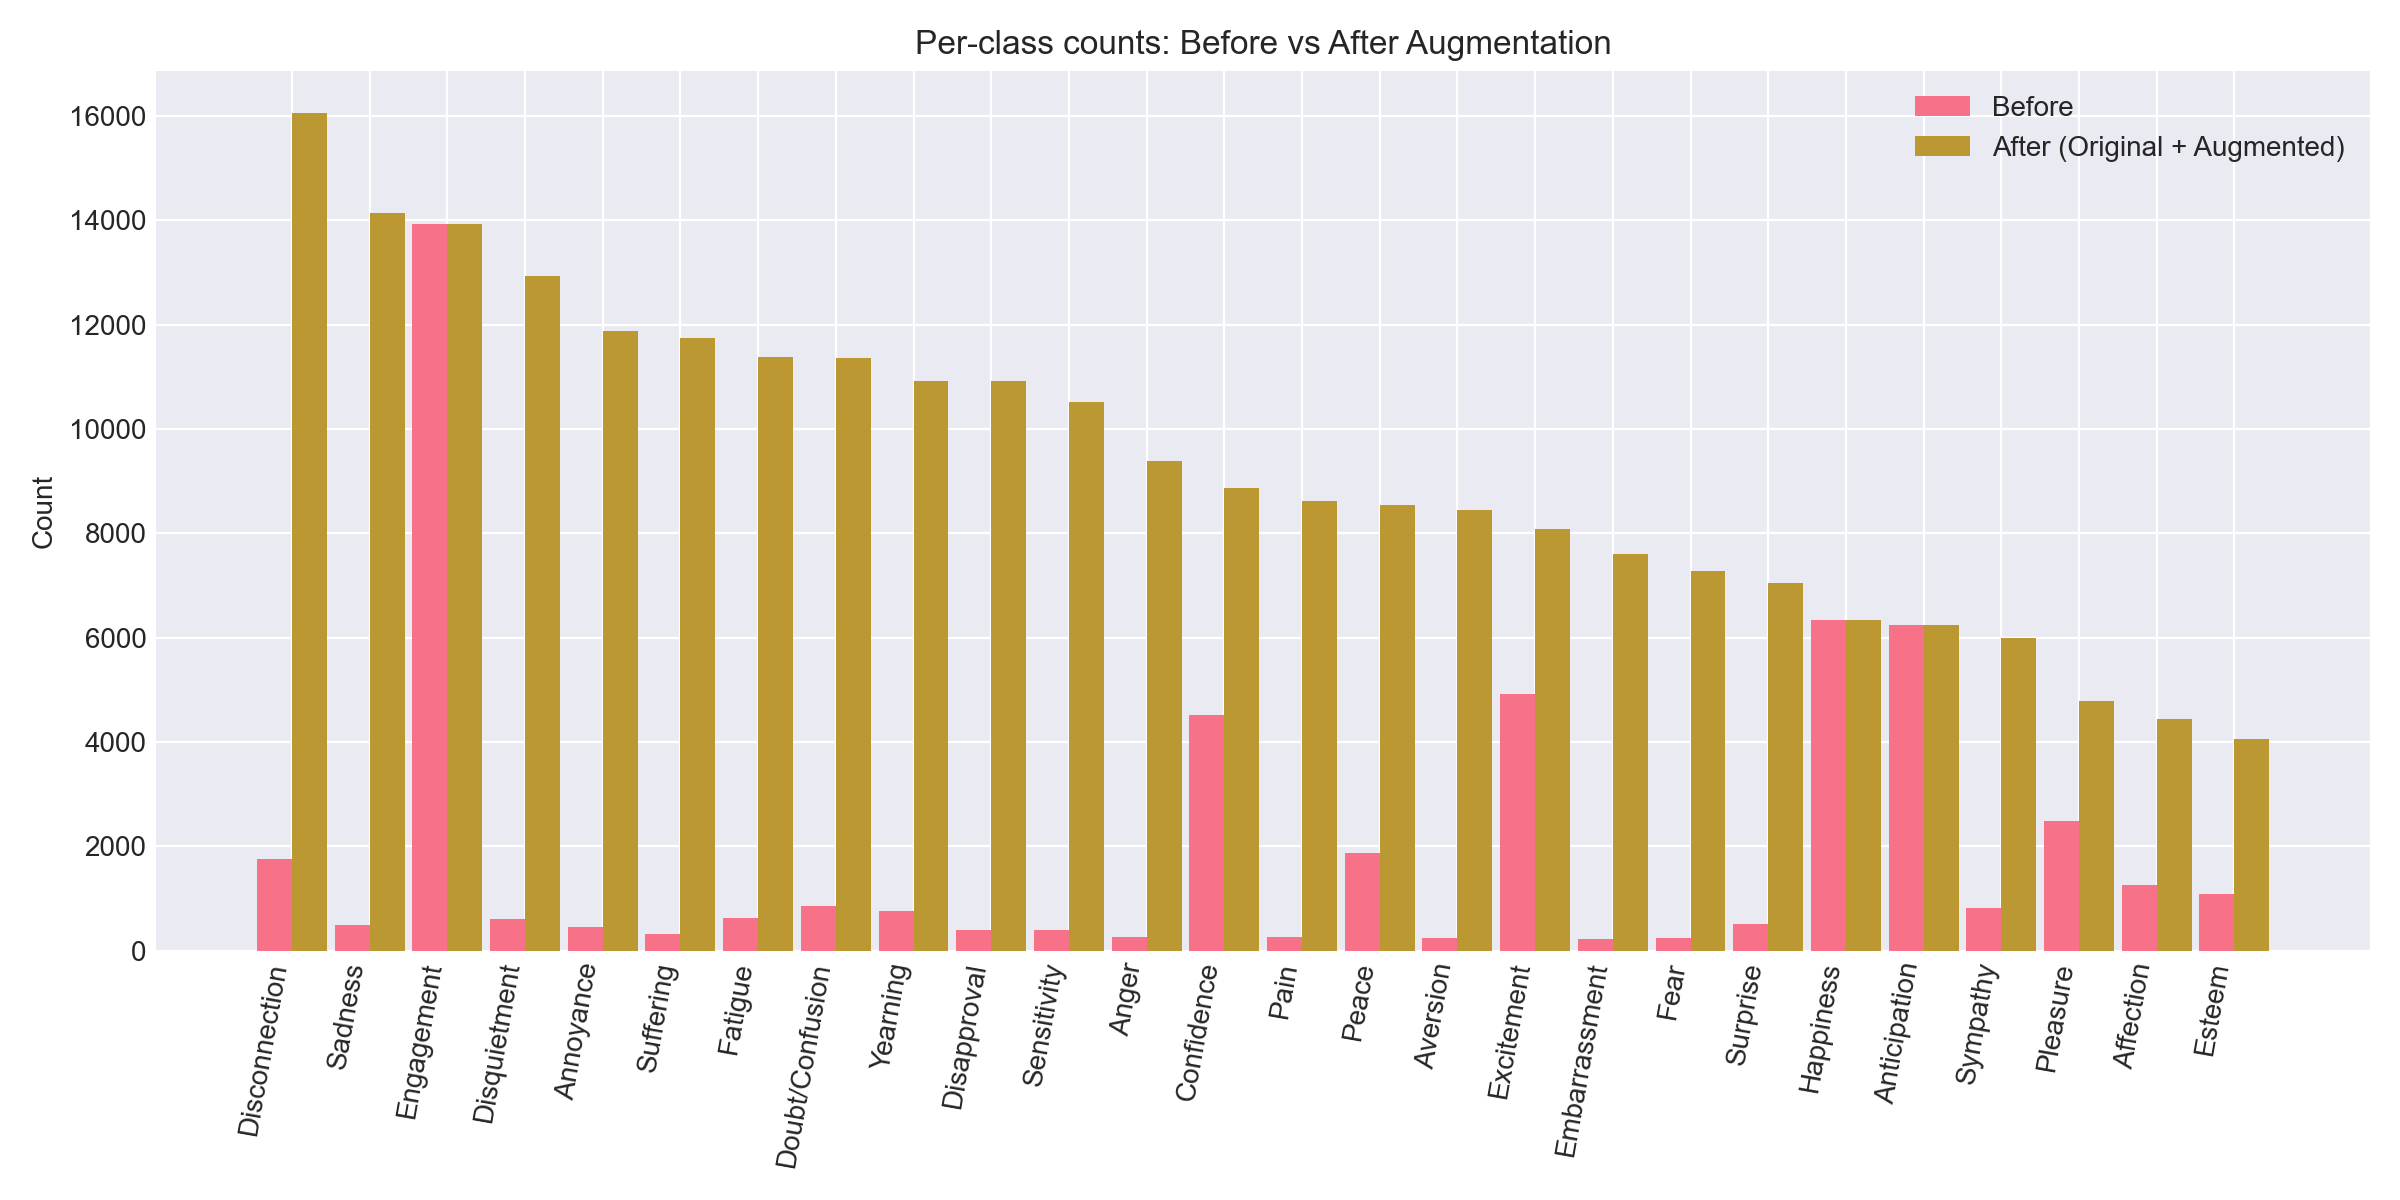 Per-class counts: Before vs After Augmentation
Before
After (Original + Augmented)
Count
16000
14000
12000
10000
8000
6000
4000
2000
0
Disconnection
Sadness
Engagement
Disquietment
Annoyance
Suffering
Fatigue
Doubt/Confusion
Yearning
Disapproval
Sensitivity
Anger
Confidence
Pain
Peace
Aversion
Excitement
Embarrassment
Fear
Surprise
Happiness
Anticipation
Sympathy
Pleasure
Affection
Esteem